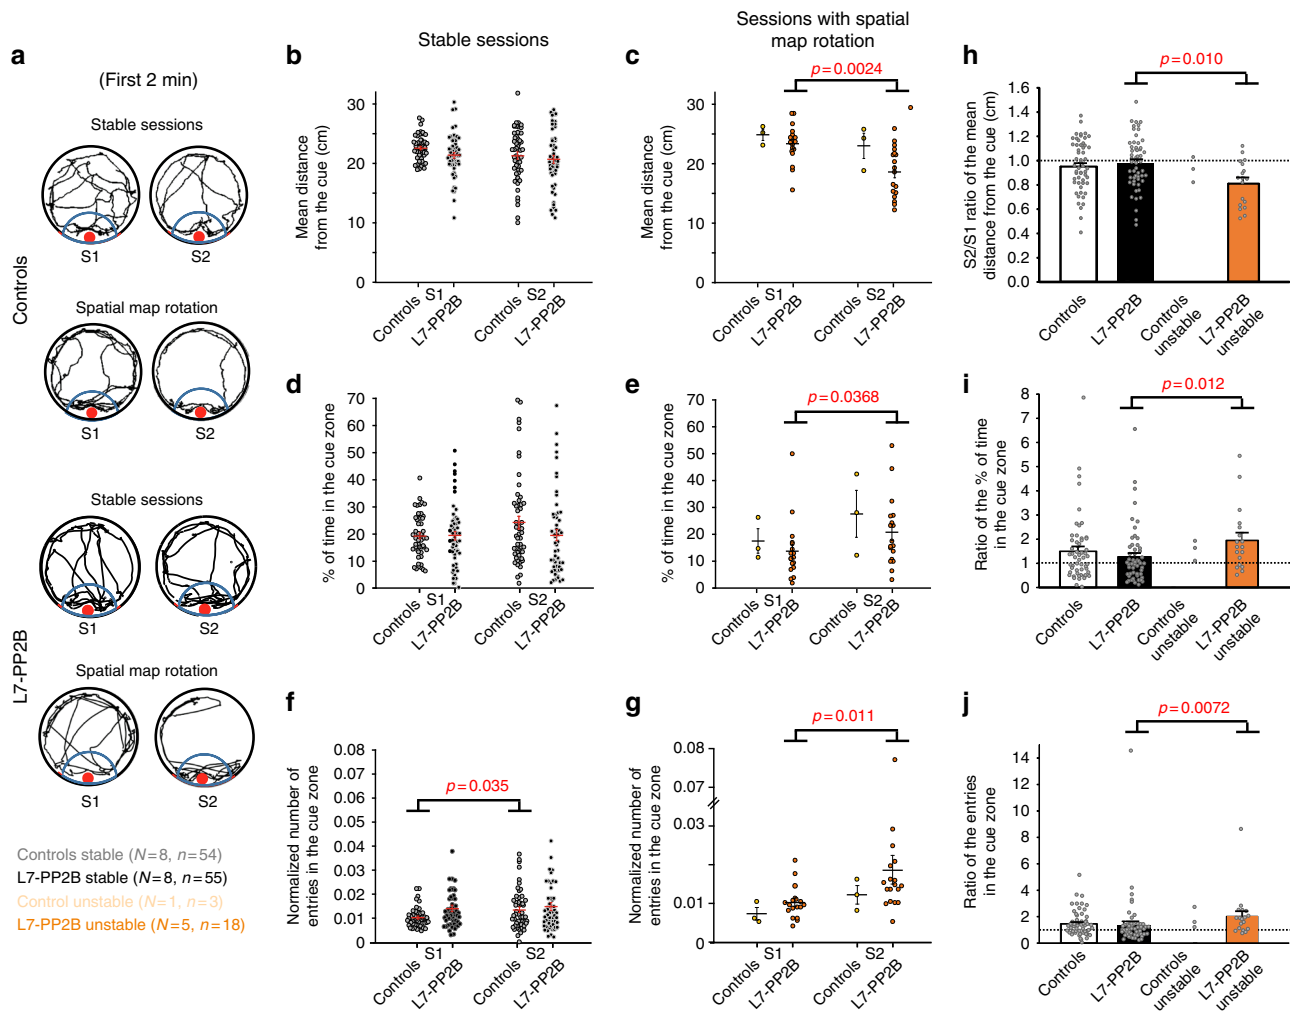 a
(First 2 min)
Stable sessions
S1
S2
Controls
Spatial map rotation
S1
S2
Stable sessions
S1
S2
L7-PP2B
Spatial map rotation
S1
S2
Controls stable (N=8, n=54)
L7-PP2B stable (N=8, n=55)
Control unstable (N=1, n=3)
L7-PP2B unstable (N=5, n=18)
Stable sessions
b
Mean distance
from the cue (cm)
30
20
10
0
S1
S2
Controls
L7-PP2B
Controls
L7-PP2B
Sessions with spatial
map rotation
c
p=0.0024
Mean distance
from the cue (cm)
30
20
10
0
S1
S2
Controls
L7-PP2B
Controls
L7-PP2B
h
p=0.010
S2/S1 ratio of the mean
distance from the cue (cm)
1.6
1.4
1.2
1.0
0.8
0.6
0.4
0.2
0.0
Controls
L7-PP2B
Controls
unstable
L7-PP2B
unstable
d
% of time in the cue zone
70
60
50
40
30
20
10
0
S1
S2
Controls
L7-PP2B
Controls
L7-PP2B
e
p=0.0368
% of time in the cue zone
70
60
50
40
30
20
10
0
S1
S2
Controls
L7-PP2B
Controls
L7-PP2B
i
p=0.012
Ratio of the % of time
in the cue zone
8
7
6
5
4
3
2
1
0
Controls
L7-PP2B
Controls
unstable
L7-PP2B
unstable
f
p=0.035
Normalized number of
entries in the cue zone
0.08
0.07
0.06
0.05
0.04
0.03
0.02
0.01
0
S1
S2
Controls
L7-PP2B
Controls
L7-PP2B
g
p=0.011
Normalized number of
entries in the cue zone
0.08
0.07
0.03
0.01
0
S1
S2
Controls
L7-PP2B
Controls
L7-PP2B
j
p=0.0072
Ratio of the entries
in the cue zone
14
12
10
8
6
4
2
0
Controls
L7-PP2B
Controls
unstable
L7-PP2B
unstable